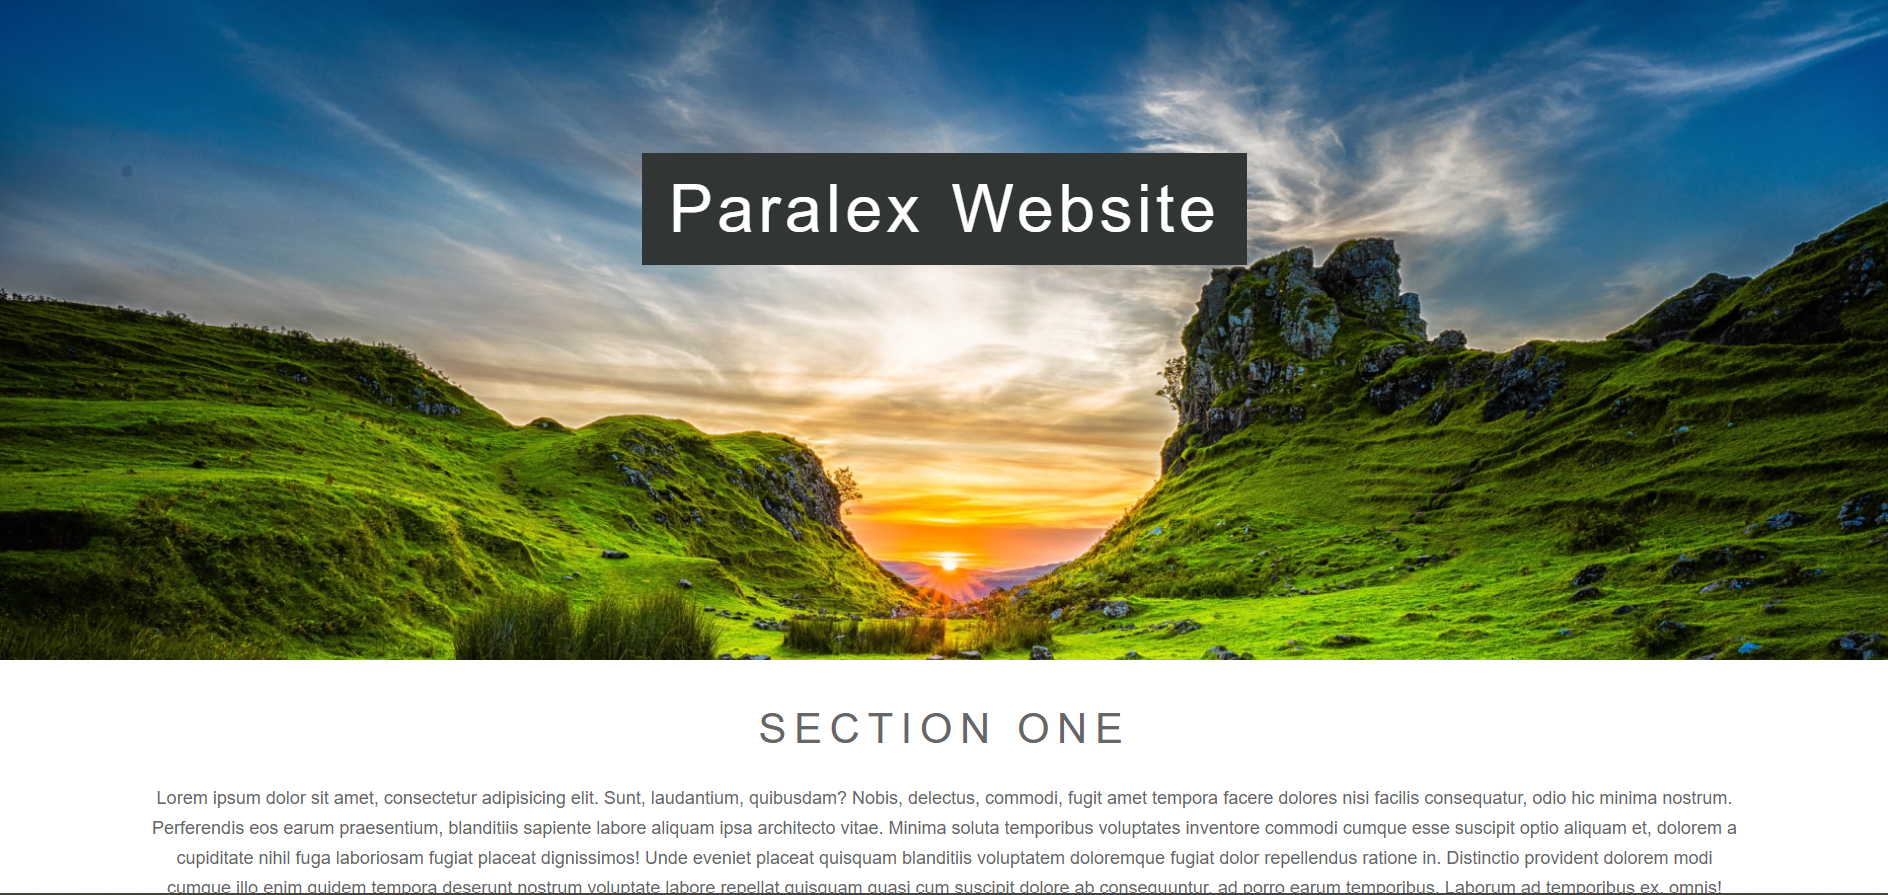 Paralex Website
SECTION ONE
Lorem ipsum dolor sit amet, consectetur adipisicing elit. Sunt, laudantium, quibusdam? Nobis, delectus, commodi, fugit amet tempora facere dolores nisi facilis consequatur, odio hic minima nostrum.
Perferendis eos earum praesentium, blanditiis sapiente labore aliquam ipsa architecto vitae. Minima soluta temporibus voluptates inventore commodi cumque esse suscipit optio aliquam et, dolorem a
cupiditate nihil fuga laboriosam fugiat placeat dignissimos! Unde eveniet placeat quisquam blanditiis voluptatem doloremque fugiat dolor repellendus ratione in. Distinctio provident dolorem modi
cumque illo enim quidem tempora deserunt nostrum voluptate labore repellat quisquam quasi cum suscipit dolore ab consequuntur, ad porro earum temporibus. Laborum ad temporibus ex, omnis!